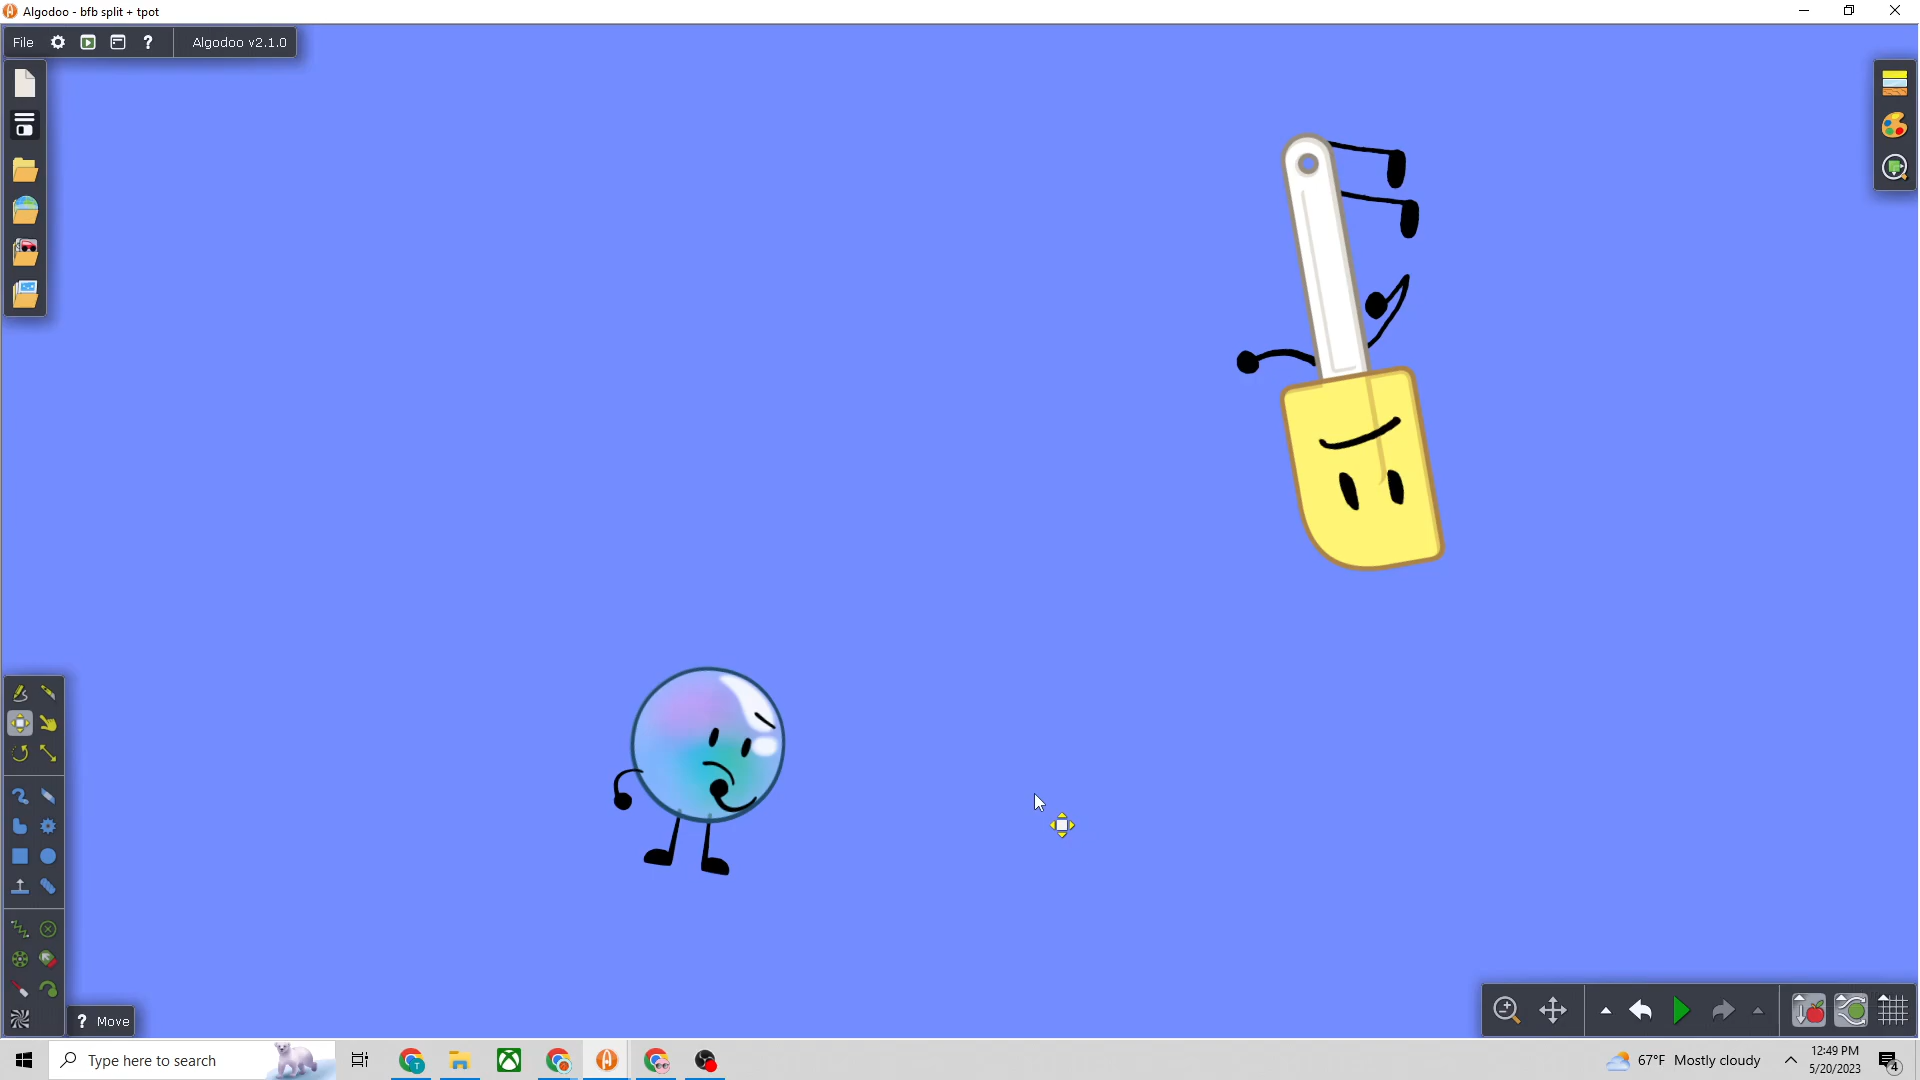 Algodoo - bfb split + tpot
File ? Algodoo v2.1.0
? Move
Type here to search
67°F Mostly cloudy
12:49 PM
5/20/2023
4